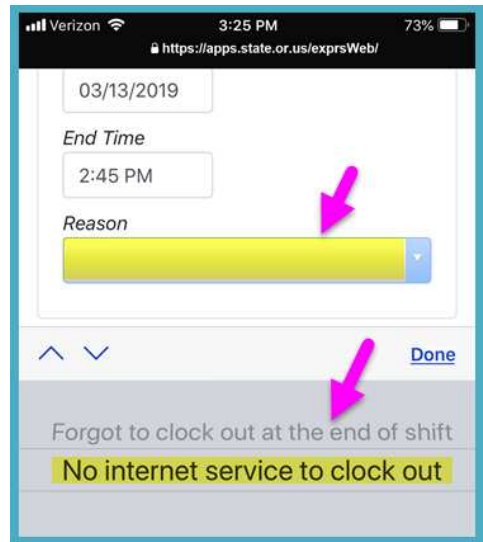 Verizon 3:25 PM 73%
https://apps.state.or.us/exprsWeb/
03/13/2019
End Time
2:45 PM
Reason
Done
Forgot to clock out at the end of shift
No internet service to clock out